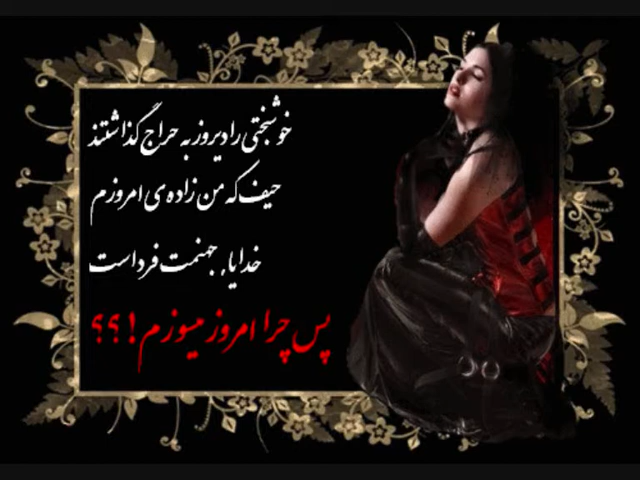 خوشبختی را دیروز به حراج گذاشتند
حیف که من زاده‌ی امروزم
خدایا, جهنمت فرداست
پس چرا امروز میسوزم!؟؟